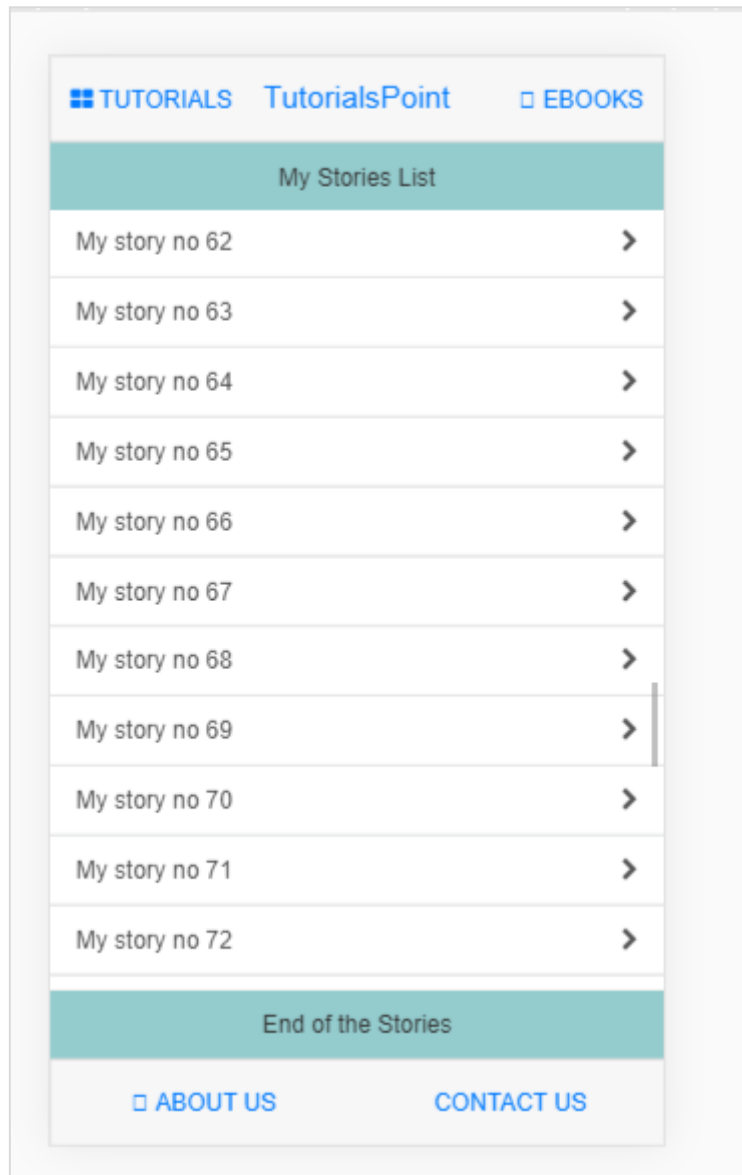 TUTORIALS TutorialsPoint EBOOKS
My Stories List
My story no 62
My story no 63
My story no 64
My story no 65
My story no 66
My story no 67
My story no 68
My story no 69
My story no 70
My story no 71
My story no 72
End of the Stories
ABOUT US CONTACT US